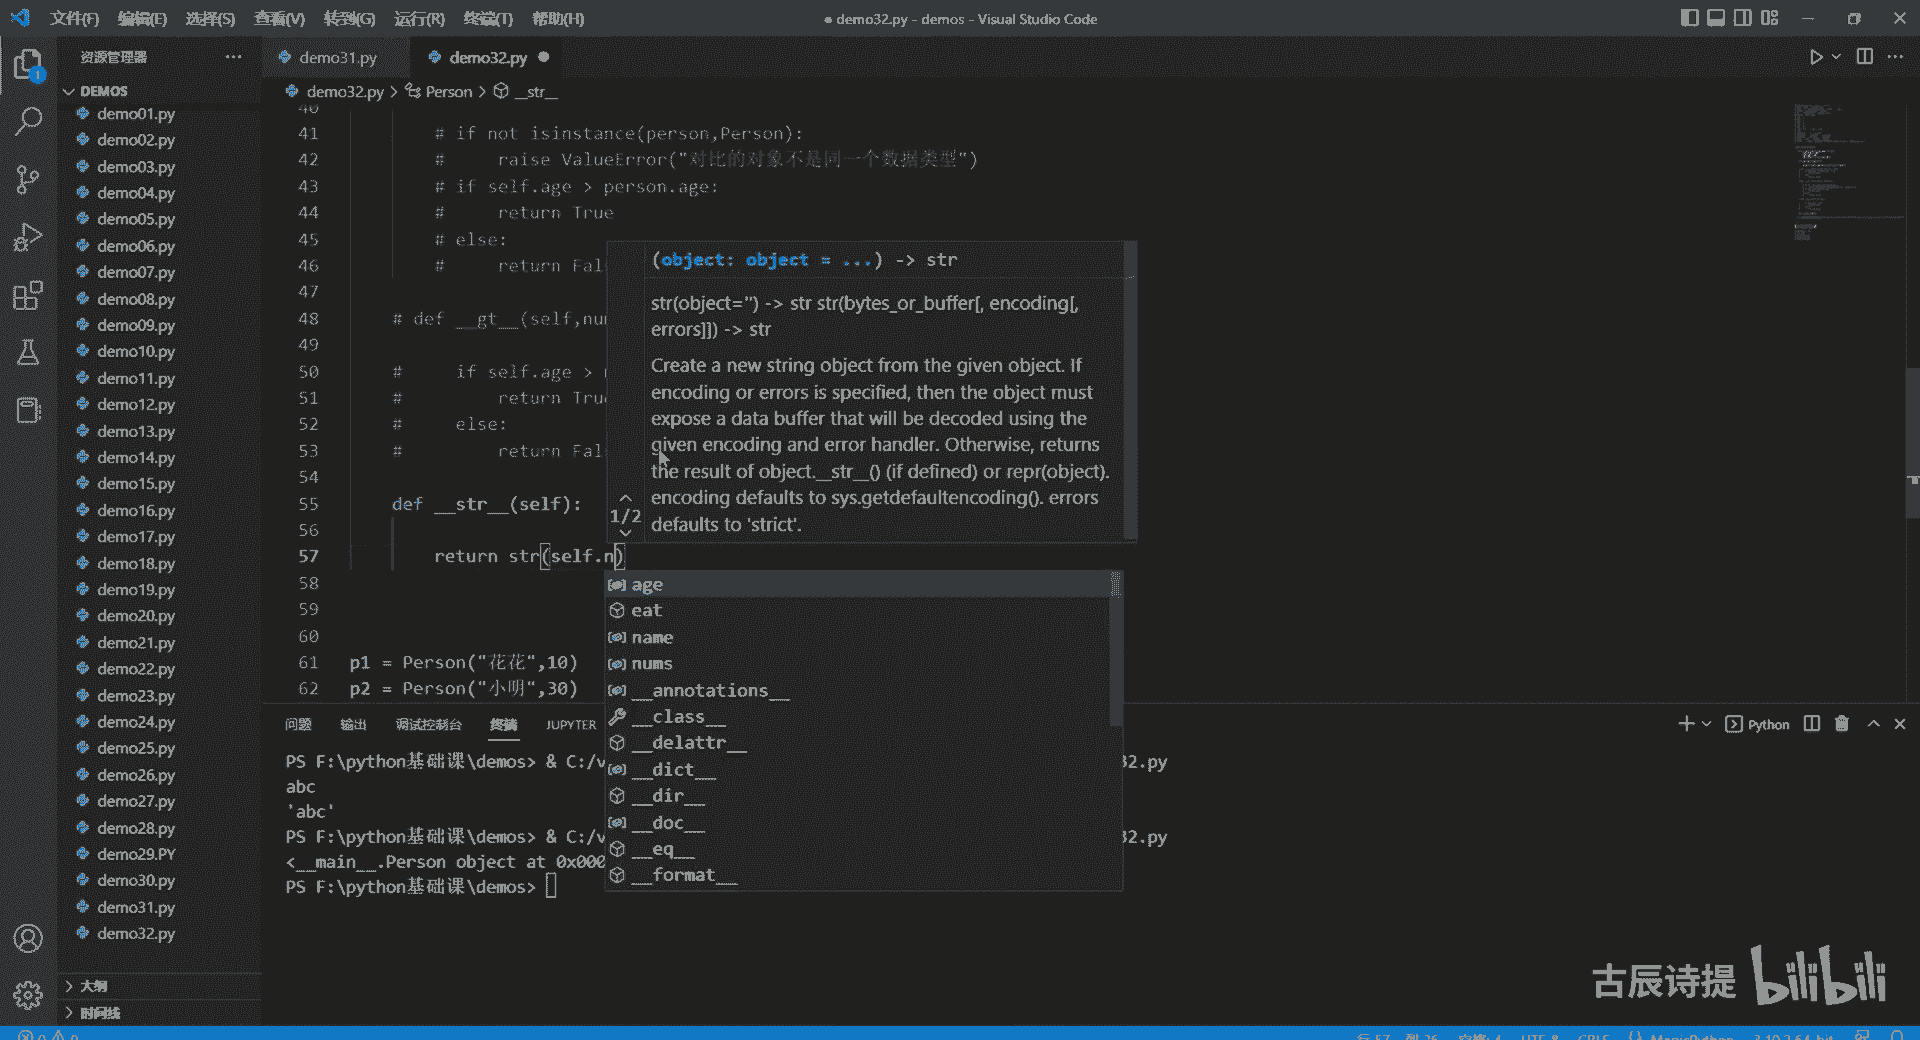 文件(F) 编辑(E) 选择(S) 查看(V) 转到(G) 运行(R) 终端(T) 帮助(H)
● demo32.py - demos - Visual Studio Code
资源管理器
demo31.py
demo32.py
DEMOS
demo32.py > Person > __str__
demo01.py
demo02.py
demo03.py
demo04.py
demo05.py
demo06.py
demo07.py
demo08.py
demo09.py
demo10.py
demo11.py
demo12.py
demo13.py
demo14.py
demo15.py
demo16.py
demo17.py
demo18.py
demo19.py
demo20.py
demo21.py
demo22.py
demo23.py
demo24.py
demo25.py
demo26.py
demo27.py
demo28.py
demo29.PY
demo30.py
demo31.py
demo32.py
大纲
时间线
1
40
41 # if not isinstance(person,Person):
42 # raise ValueError("对比的对象不是同一个数据类型")
43 # if self.age > person.age:
44 # return True
45 # else:
46 # return Fal
47
48 # def __gt__(self,num
49
50 # if self.age >
51 # return Tru
52 # else:
53 # return Fal
54
55 def __str__(self):
56
57 return str(self.n)
58
59
60
61 p1 = Person("花花",10)
62 p2 = Person("小明",30)
(object: object = ...) -> str
str(object='') -> str str(bytes_or_buffer[, encoding[,
errors]]) -> str
Create a new string object from the given object. If
encoding or errors is specified, then the object must
expose a data buffer that will be decoded using the
given encoding and error handler. Otherwise, returns
the result of object.__str__() (if defined) or repr(object).
encoding defaults to sys.getdefaultencoding(). errors
defaults to 'strict'.
1/2
age
eat
name
nums
__annotations__
__class__
__delattr__
__dict__
__dir__
__doc__
__eq__
__format__
问题 输出 调试控制台 终端 JUPYTER
Python
PS F:\python基础课\demos> & C:/v 32.py
abc
'abc'
PS F:\python基础课\demos> & C:/v 32.py
<__main__.Person object at 0x000
PS F:\python基础课\demos>
古辰诗提 bilibili